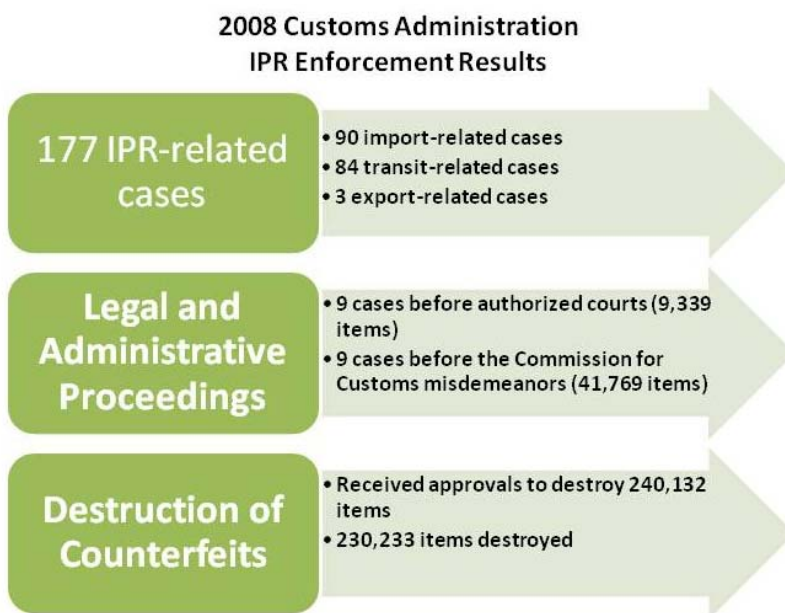 2008 Customs Administration
IPR Enforcement Results
177 IPR-related
cases
• 90 import-related cases
• 84 transit-related cases
• 3 export-related cases
Legal and
Administrative
Proceedings
• 9 cases before authorized courts (9,339
items)
• 9 cases before the Commission for
Customs misdemeanors (41,769 items)
Destruction of
Counterfeits
• Received approvals to destroy 240,132
items
• 230,233 items destroyed